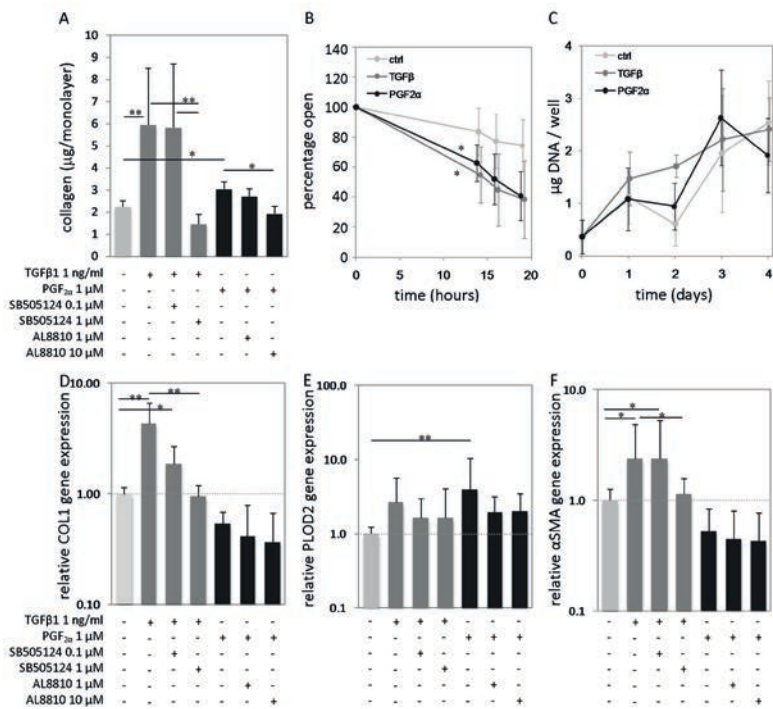 A
collagen (µg/monolayer)
10
9
8
7
6
5
4
3
2
1
0
** ** * *
TGFβ1 1 ng/ml - + + + - - -
PGF2α 1 µM - - - - + + +
SB505124 0.1 µM - - + - - - -
SB505124 1 µM - - - + - - -
AL8810 1 µM - - - - - + -
AL8810 10 µM - - - - - - +
B
percentage open
140
120
100
80
60
40
20
0
ctrl
TGFβ
PGF2α
*
*
0 5 10 15 20
time (hours)
C
µg DNA / well
4
3
2
1
0
ctrl
TGFβ
PGF2α
0 1 2 3 4
time (days)
D
relative COL1 gene expression
10.00
1.00
0.10
** ** *
TGFβ1 1 ng/ml - + + + - - -
PGF2α 1 µM - - - - + + +
SB505124 0.1 µM - - + - - - -
SB505124 1 µM - - - + - - -
AL8810 1 µM - - - - - + -
AL8810 10 µM - - - - - - +
E
relative PLOD2 gene expression
100.0
10.0
1.0
0.1
**
- + + + - - -
- - - - + + +
- - + - - - -
- - - + - - -
- - - - - + -
- - - - - - +
F
relative αSMA gene expression
10.0
1.0
0.1
*
* *
- + + + - - -
- - - - + + +
- - + - - - -
- - - + - - -
- - - - - + -
- - - - - - +